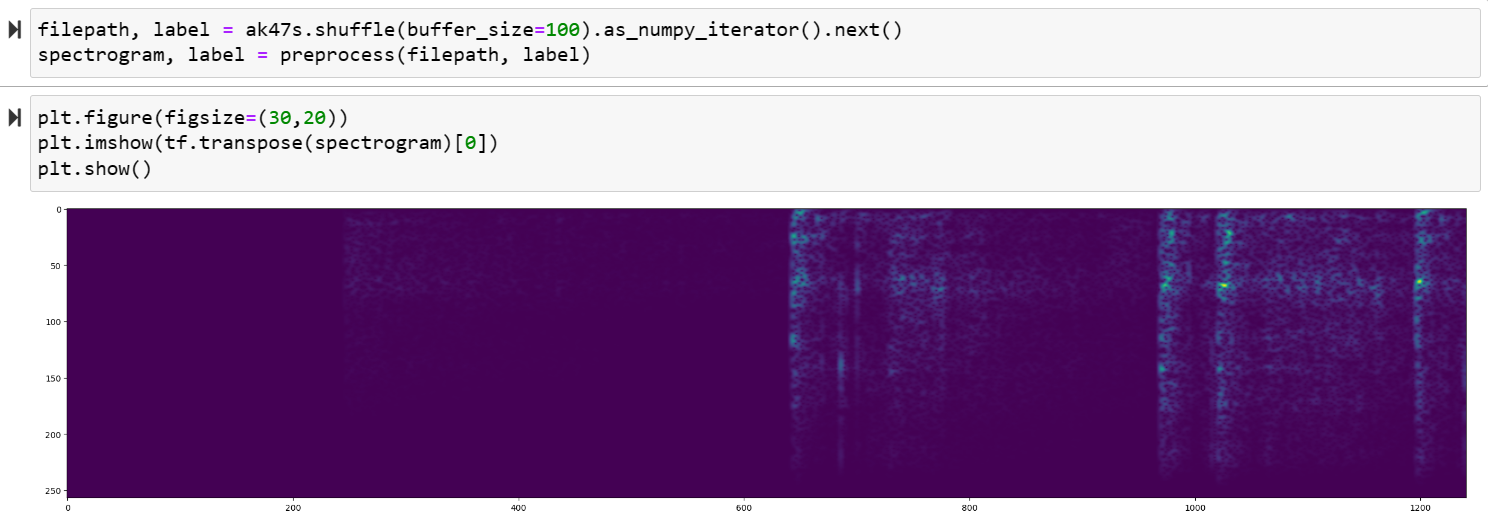 filepath, label = ak47s.shuffle(buffer_size=100).as_numpy_iterator().next()
spectrogram, label = preprocess(filepath, label)
plt.figure(figsize=(30,20))
plt.imshow(tf.transpose(spectrogram)[0])
plt.show()
0
50
100
150
200
250
0 200 400 600 800 1000 1200